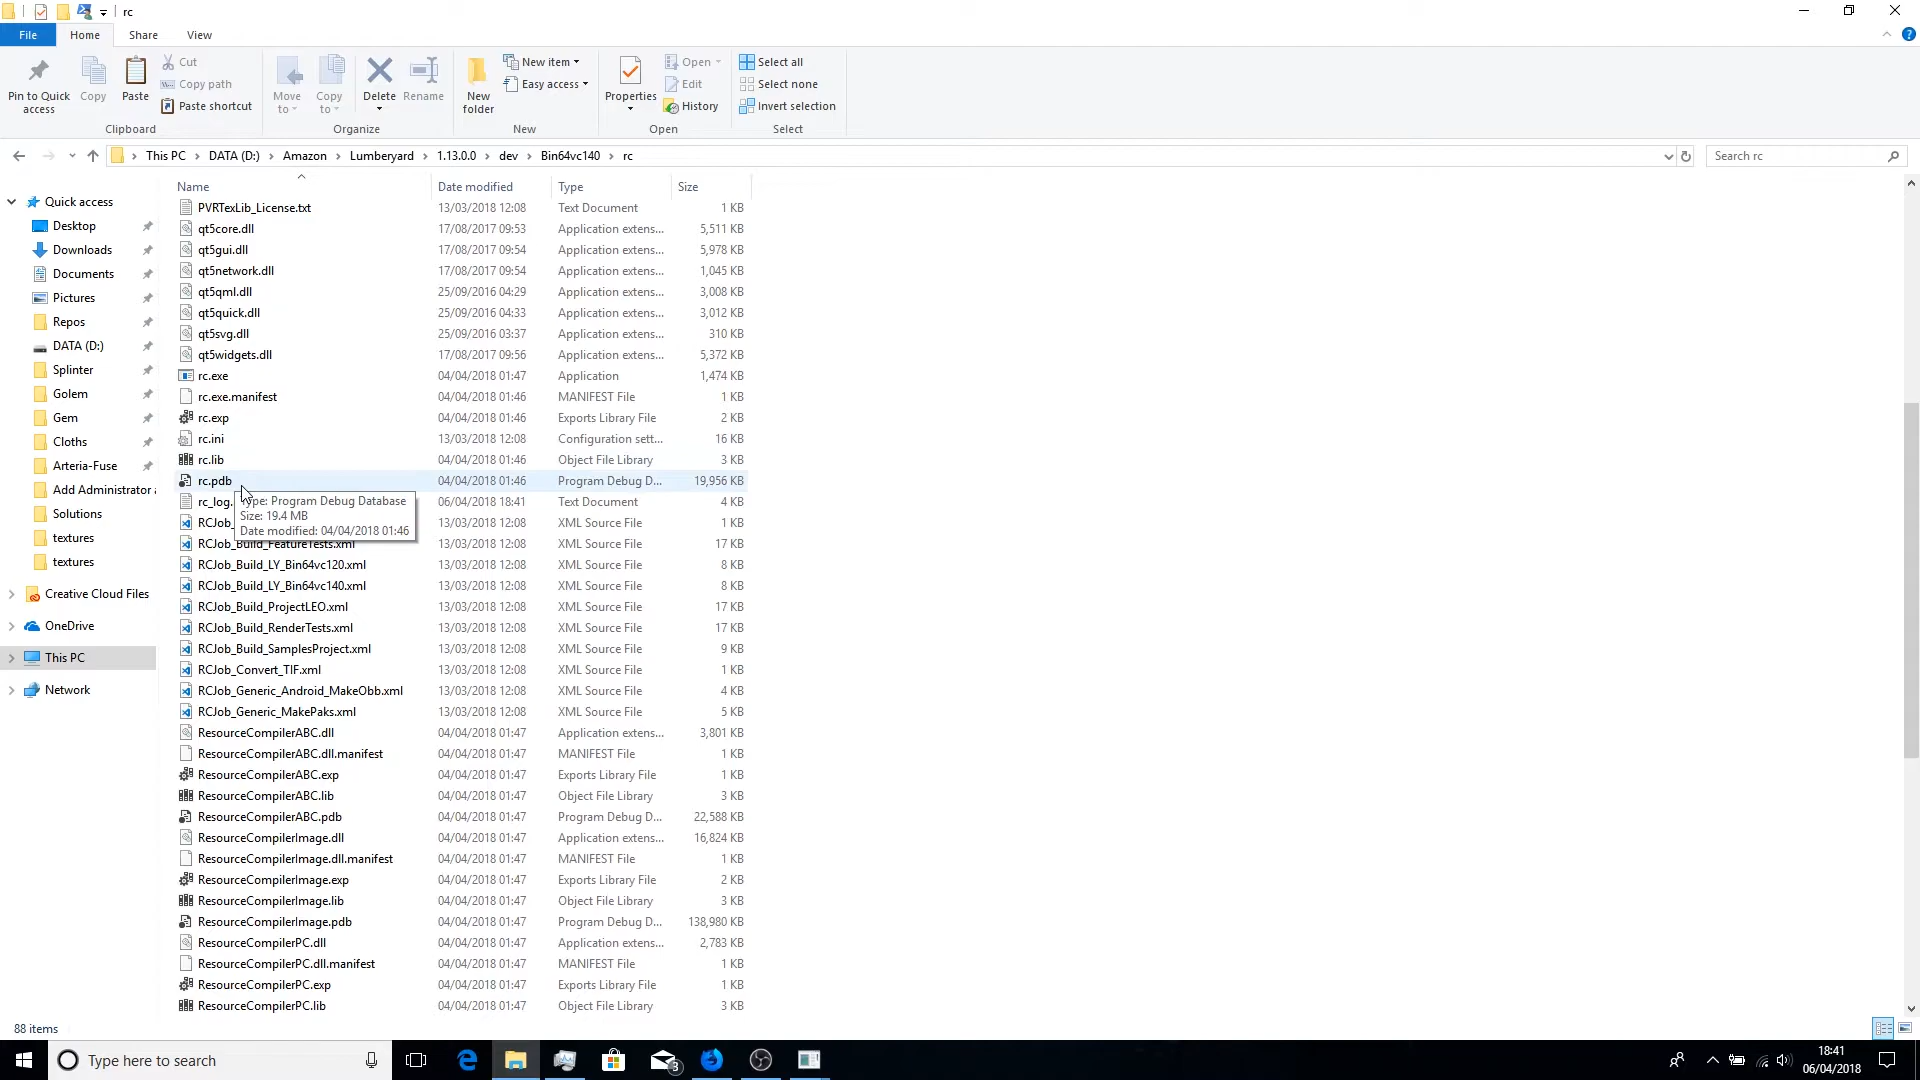 rc
File Home Share View
Pin to Quick access
Copy
Paste
Cut
Copy path
Paste shortcut
Clipboard
Move to
Copy to
Delete
Rename
Organize
New folder
New item
Easy access
New
Properties
Open
Edit
History
Open
Select all
Select none
Invert selection
Select
This PC > DATA (D:) > Amazon > Lumberyard > 1.13.0.0 > dev > Bin64vc140 > rc
Search rc
Quick access
Desktop
Downloads
Documents
Pictures
Repos
DATA (D:)
Splinter
Golem
Gem
Cloths
Arteria-Fuse
Add Administrator a
Solutions
textures
textures
Creative Cloud Files
OneDrive
This PC
Network
Name Date modified Type Size
PVRTexLib_License.txt 13/03/2018 12:08 Text Document 1 KB
qt5core.dll 17/08/2017 09:53 Application extens... 5,511 KB
qt5gui.dll 17/08/2017 09:54 Application extens... 5,978 KB
qt5network.dll 17/08/2017 09:54 Application extens... 1,045 KB
qt5qml.dll 25/09/2016 04:29 Application extens... 3,008 KB
qt5quick.dll 25/09/2016 04:33 Application extens... 3,012 KB
qt5svg.dll 25/09/2016 03:37 Application extens... 310 KB
qt5widgets.dll 17/08/2017 09:56 Application extens... 5,372 KB
rc.exe 04/04/2018 01:47 Application 1,474 KB
rc.exe.manifest 04/04/2018 01:46 MANIFEST File 1 KB
rc.exp 04/04/2018 01:46 Exports Library File 2 KB
rc.ini 13/03/2018 12:08 Configuration sett... 16 KB
rc.lib 04/04/2018 01:46 Object File Library 3 KB
rc.pdb 04/04/2018 01:46 Program Debug D... 19,956 KB
rc_log. 06/04/2018 18:41 Text Document 4 KB
Type: Program Debug Database
Size: 19.4 MB
Date modified: 04/04/2018 01:46
RCJob_ 13/03/2018 12:08 XML Source File 1 KB
RCJob_Build_FeatureTests.xml 13/03/2018 12:08 XML Source File 17 KB
RCJob_Build_LY_Bin64vc120.xml 13/03/2018 12:08 XML Source File 8 KB
RCJob_Build_LY_Bin64vc140.xml 13/03/2018 12:08 XML Source File 8 KB
RCJob_Build_ProjectLEO.xml 13/03/2018 12:08 XML Source File 17 KB
RCJob_Build_RenderTests.xml 13/03/2018 12:08 XML Source File 17 KB
RCJob_Build_SamplesProject.xml 13/03/2018 12:08 XML Source File 9 KB
RCJob_Convert_TIF.xml 13/03/2018 12:08 XML Source File 1 KB
RCJob_Generic_Android_MakeObb.xml 13/03/2018 12:08 XML Source File 4 KB
RCJob_Generic_MakePaks.xml 13/03/2018 12:08 XML Source File 5 KB
ResourceCompilerABC.dll 04/04/2018 01:47 Application extens... 3,801 KB
ResourceCompilerABC.dll.manifest 04/04/2018 01:47 MANIFEST File 1 KB
ResourceCompilerABC.exp 04/04/2018 01:47 Exports Library File 1 KB
ResourceCompilerABC.lib 04/04/2018 01:47 Object File Library 3 KB
ResourceCompilerABC.pdb 04/04/2018 01:47 Program Debug D... 22,588 KB
ResourceCompilerImage.dll 04/04/2018 01:47 Application extens... 16,824 KB
ResourceCompilerImage.dll.manifest 04/04/2018 01:47 MANIFEST File 1 KB
ResourceCompilerImage.exp 04/04/2018 01:47 Exports Library File 2 KB
ResourceCompilerImage.lib 04/04/2018 01:47 Object File Library 3 KB
ResourceCompilerImage.pdb 04/04/2018 01:47 Program Debug D... 138,980 KB
ResourceCompilerPC.dll 04/04/2018 01:47 Application extens... 2,783 KB
ResourceCompilerPC.dll.manifest 04/04/2018 01:47 MANIFEST File 1 KB
ResourceCompilerPC.exp 04/04/2018 01:47 Exports Library File 1 KB
ResourceCompilerPC.lib 04/04/2018 01:47 Object File Library 3 KB
88 items
Type here to search
3
18:41
06/04/2018